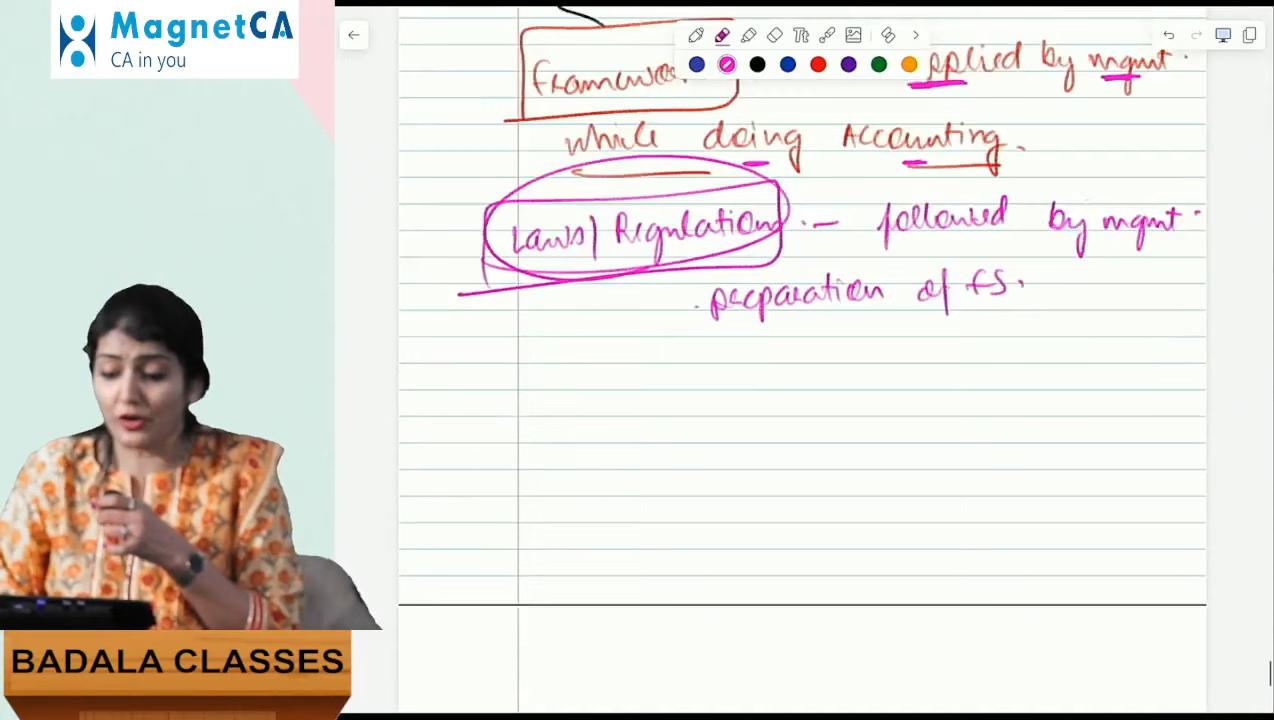 MagnetCA
CA in you
Framework applied by mgmt.
while doing Accounting.
Laws/ Regulation. - followed by mgmt.
preparation of FS.
BADALA CLASSES